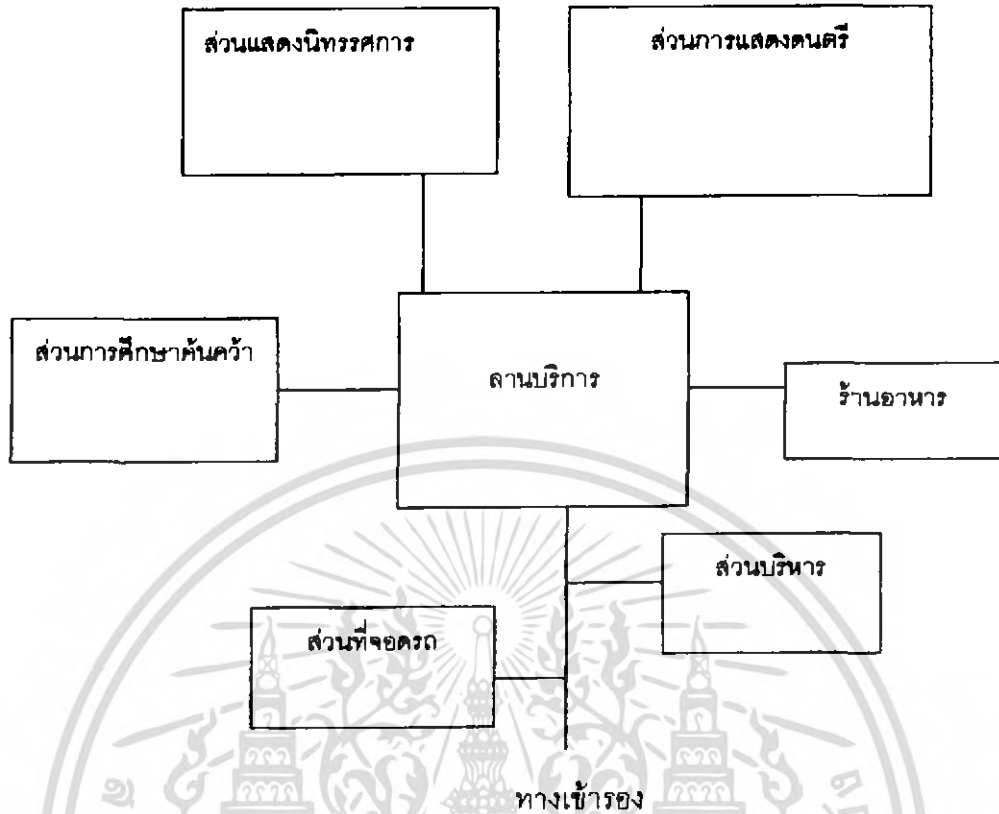 ส่วนแสดงนิทรรศการ
ส่วนการแสดงดนตรี
ส่วนการศึกษาค้นคว้า
ลานบริการ
ร้านอาหาร
ส่วนบริหาร
ส่วนที่จอดรถ
ทางเข้ารอง